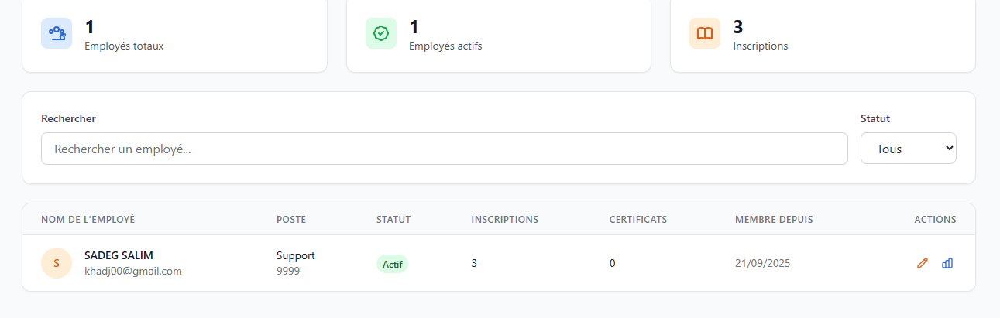 1
Employés totaux
1
Employés actifs
3
Inscriptions
Rechercher
Rechercher un employé...
Statut
Tous
NOM DE L'EMPLOYÉ POSTE STATUT INSCRIPTIONS CERTIFICATS MEMBRE DEPUIS ACTIONS
S
SADEG SALIM
khadj00@gmail.com
Support
9999
Actif
3
0
21/09/2025